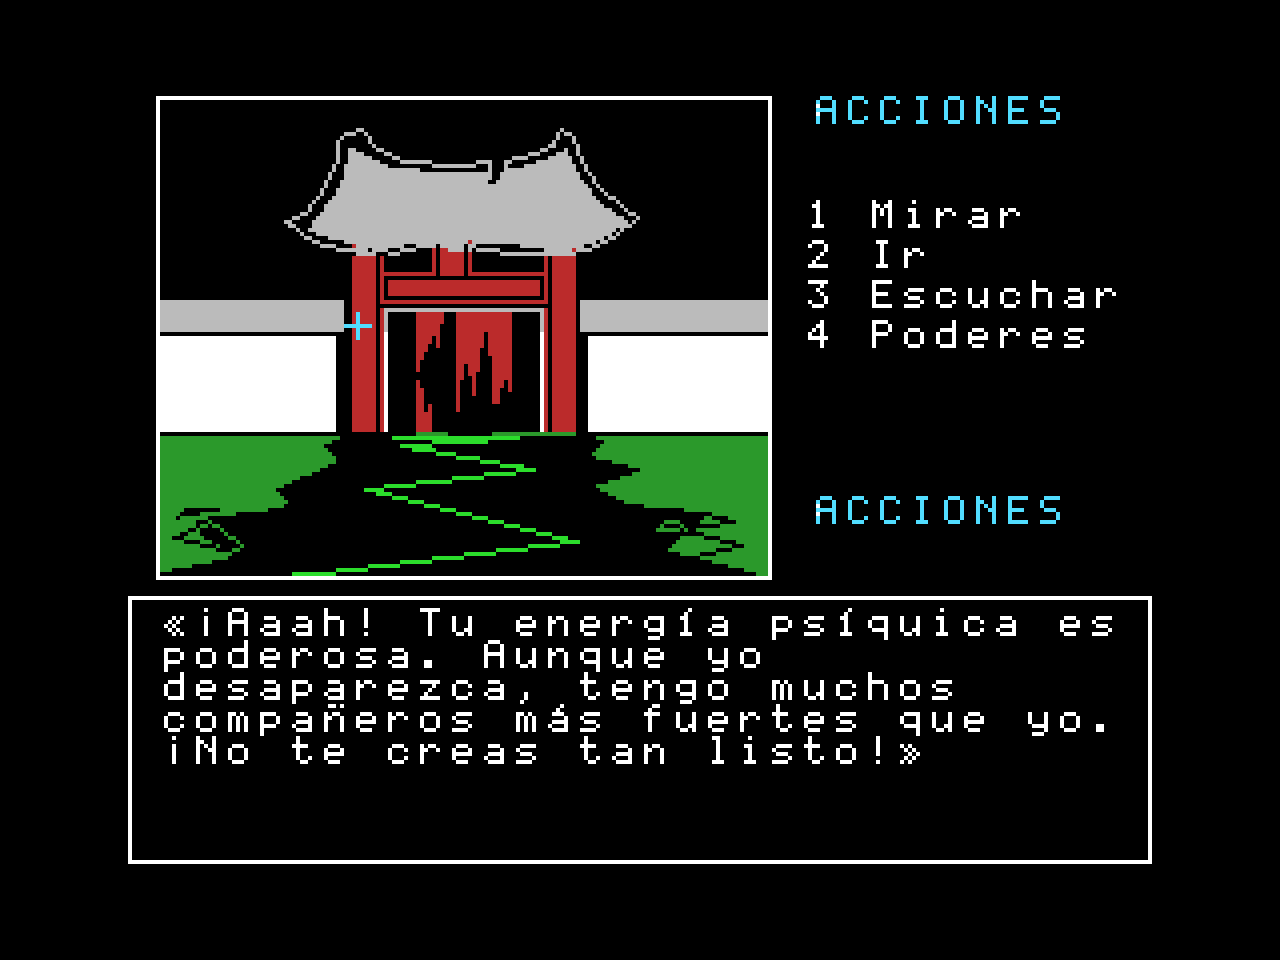 ACCIONES
1 Mirar
2 Ir
3 Escuchar
4 Poderes
ACCIONES
«¡Aaah! Tu energía psíquica es
poderosa. Aunque yo
desaparezca, tengo muchos
compañeros más fuertes que yo.
¡No te creas tan listo!»